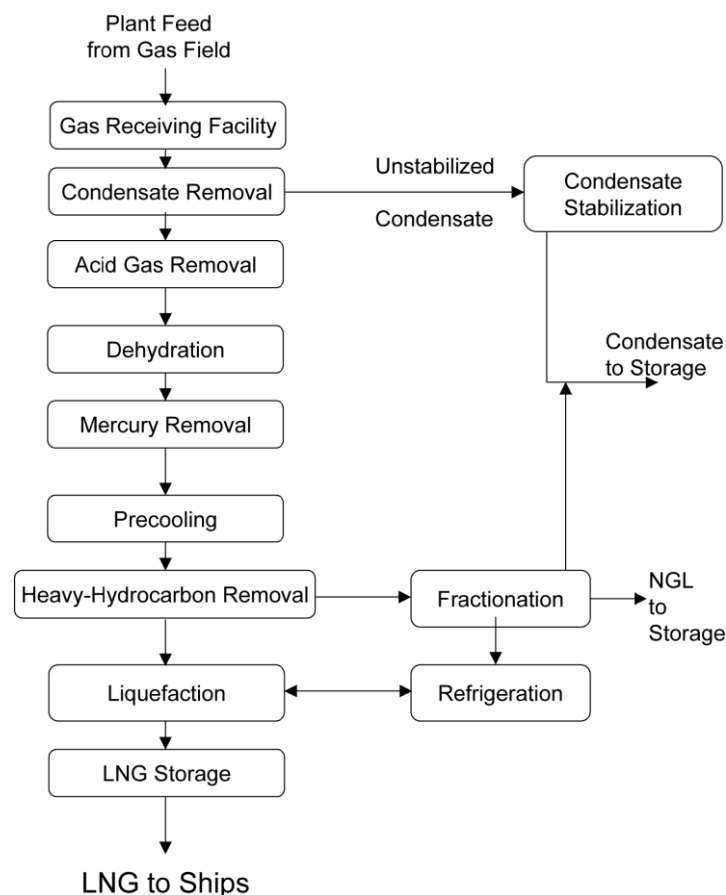 Plant Feed
from Gas Field
Gas Receiving Facility
Condensate Removal
Unstabilized
Condensate
Condensate
Stabilization
Acid Gas Removal
Dehydration
Condensate
to Storage
Mercury Removal
Precooling
Heavy-Hydrocarbon Removal
Fractionation
NGL
to
Storage
Liquefaction
Refrigeration
LNG Storage
LNG to Ships